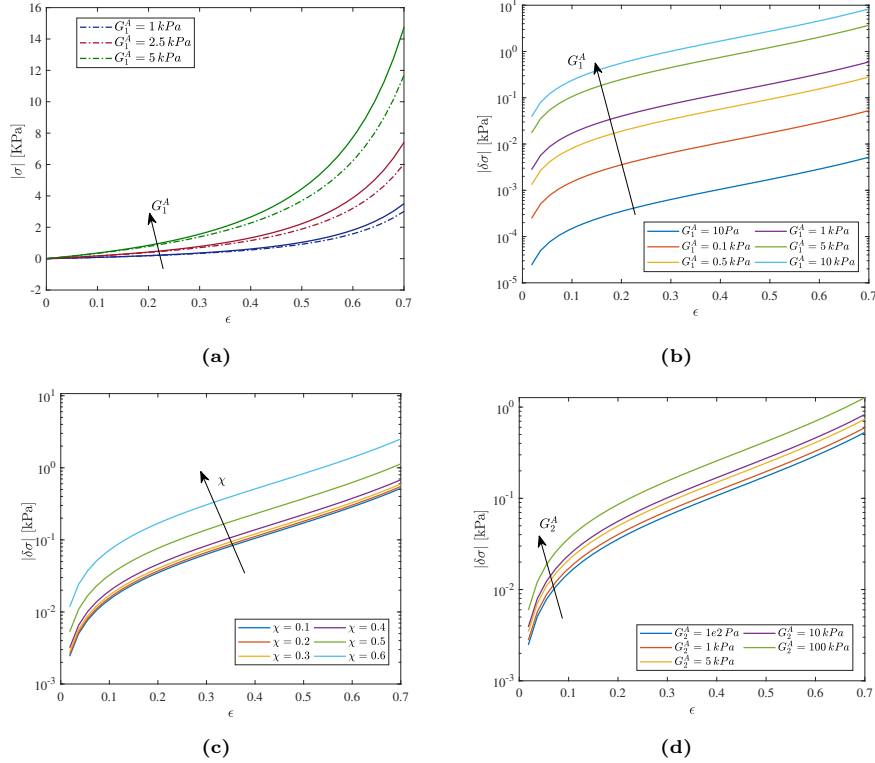 16
14
12
10
8
6
4
2
0
-2
|σ| [KPa]
G₁ᴬ = 1 kPa
G₁ᴬ = 2.5 kPa
G₁ᴬ = 5 kPa
G₁ᴬ
0 0.1 0.2 0.3 0.4 0.5 0.6 0.7
ϵ
(a)
10¹
10⁰
10⁻¹
10⁻²
10⁻³
10⁻⁴
10⁻⁵
|δσ| [kPa]
G₁ᴬ
G₁ᴬ = 10Pa G₁ᴬ = 1 kPa
G₁ᴬ = 0.1 kPa G₁ᴬ = 5 kPa
G₁ᴬ = 0.5 kPa G₁ᴬ = 10 kPa
0 0.1 0.2 0.3 0.4 0.5 0.6 0.7
ϵ
(b)
10¹
10⁰
10⁻¹
10⁻²
10⁻³
|δσ| [kPa]
χ
χ = 0.1 χ = 0.4
χ = 0.2 χ = 0.5
χ = 0.3 χ = 0.6
0 0.1 0.2 0.3 0.4 0.5 0.6 0.7
ϵ
(c)
10⁰
10⁻¹
10⁻²
10⁻³
|δσ| [kPa]
G₂ᴬ
G₂ᴬ = 1e2 Pa G₂ᴬ = 10 kPa
G₂ᴬ = 1 kPa G₂ᴬ = 100 kPa
G₂ᴬ = 5 kPa
0 0.1 0.2 0.3 0.4 0.5 0.6 0.7
ϵ
(d)